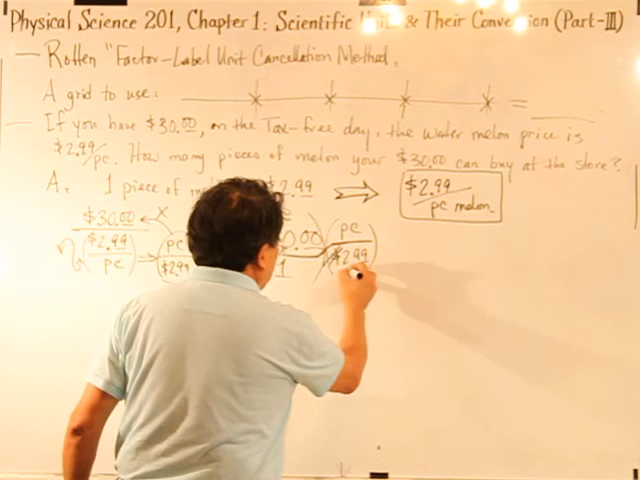 Physical Science 201, Chapter 1: Scientific Units & Their Conversion (Part-III)
— Rotten "Factor-Label Unit Cancellation Method.
A grid to use: =
— If you have $30.00, on the Tax-free day, the water melon price is
$2.99/pc. How many pieces of melon your $30.00 can buy at the store?
A. 1 piece of $2.99 ⇒ $2.99/pc melon
$30.00 .00 pc
$2.99 pc $2.99
pc $2.99 1